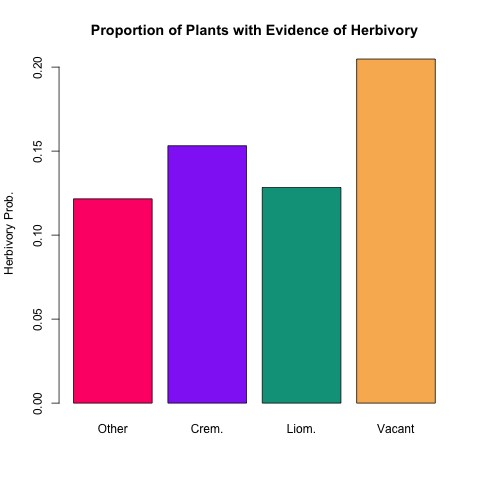 Proportion of Plants with Evidence of Herbivory
Herbivory Prob.
0.20
0.15
0.10
0.05
0.00
Other Crem. Liom. Vacant